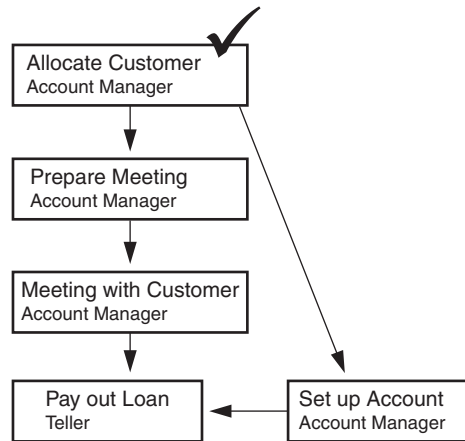 Allocate Customer
Account Manager
Prepare Meeting
Account Manager
Meeting with Customer
Account Manager
Pay out Loan
Teller
Set up Account
Account Manager